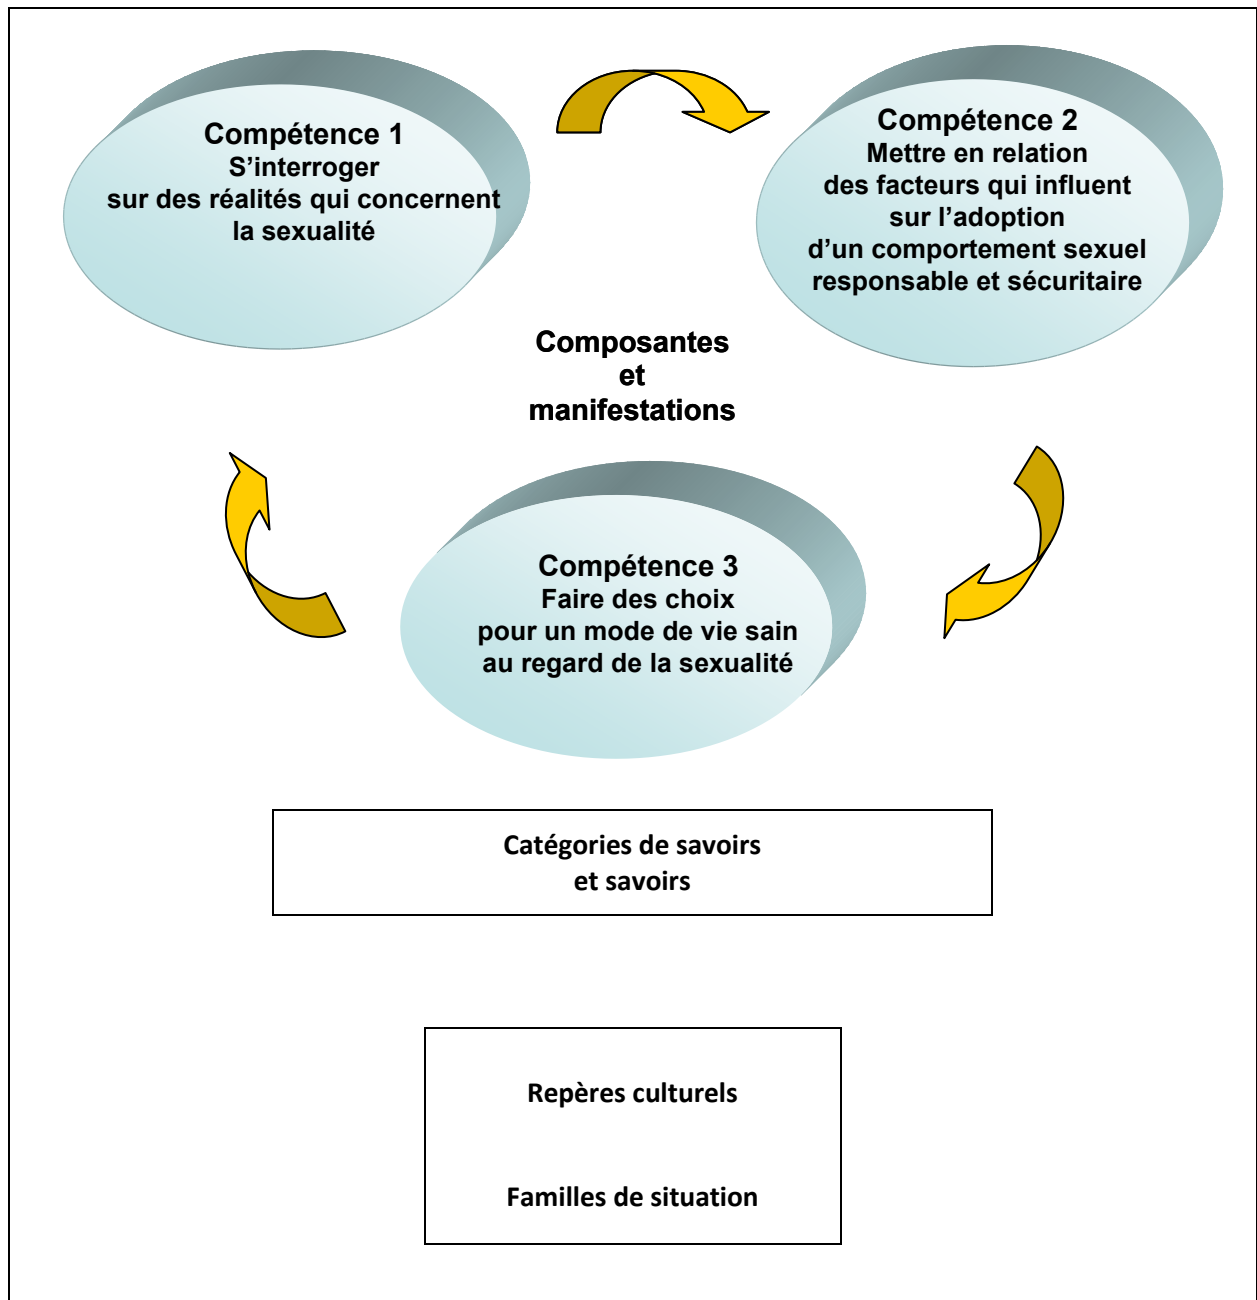 Compétence 1
S’interroger
sur des réalités qui concernent
la sexualité
Compétence 2
Mettre en relation
des facteurs qui influent
sur l’adoption
d’un comportement sexuel
responsable et sécuritaire
Composantes
et
manifestations
Compétence 3
Faire des choix
pour un mode de vie sain
au regard de la sexualité
Catégories de savoirs
et savoirs
Repères culturels
Familles de situation